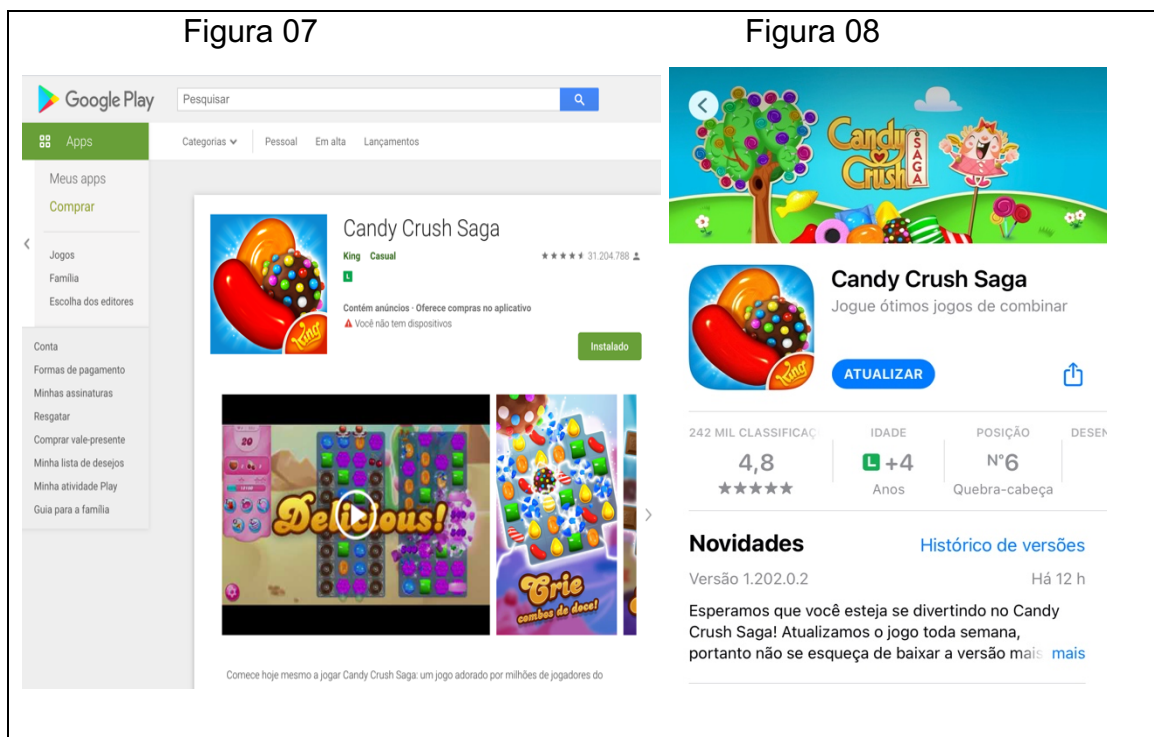 Figura 07
Google Play
Pesquisar
Apps
Categorias
Pessoal
Em alta
Lançamentos
Meus apps
Comprar
Jogos
Família
Escolha dos editores
Conta
Formas de pagamento
Minhas assinaturas
Resgatar
Comprar vale-presente
Minha lista de desejos
Minha atividade Play
Guia para a família
Candy Crush Saga
King Casual
31.204.788
L
Contém anúncios · Oferece compras no aplicativo
Você não tem dispositivos
Instalado
King
20
Delicious!
Crie
combos de doce!
Comece hoje mesmo a jogar Candy Crush Saga: um jogo adorado por milhões de jogadores do
Figura 08
Candy
Crush
SAGA
Candy Crush Saga
Jogue ótimos jogos de combinar
King
ATUALIZAR
242 MIL CLASSIFICAÇ
4,8
IDADE
L +4
Anos
POSIÇÃO
N°6
Quebra-cabeça
DESEN
Novidades
Histórico de versões
Versão 1.202.0.2
Há 12 h
Esperamos que você esteja se divertindo no Candy
Crush Saga! Atualizamos o jogo toda semana,
portanto não se esqueça de baixar a versão mais mais